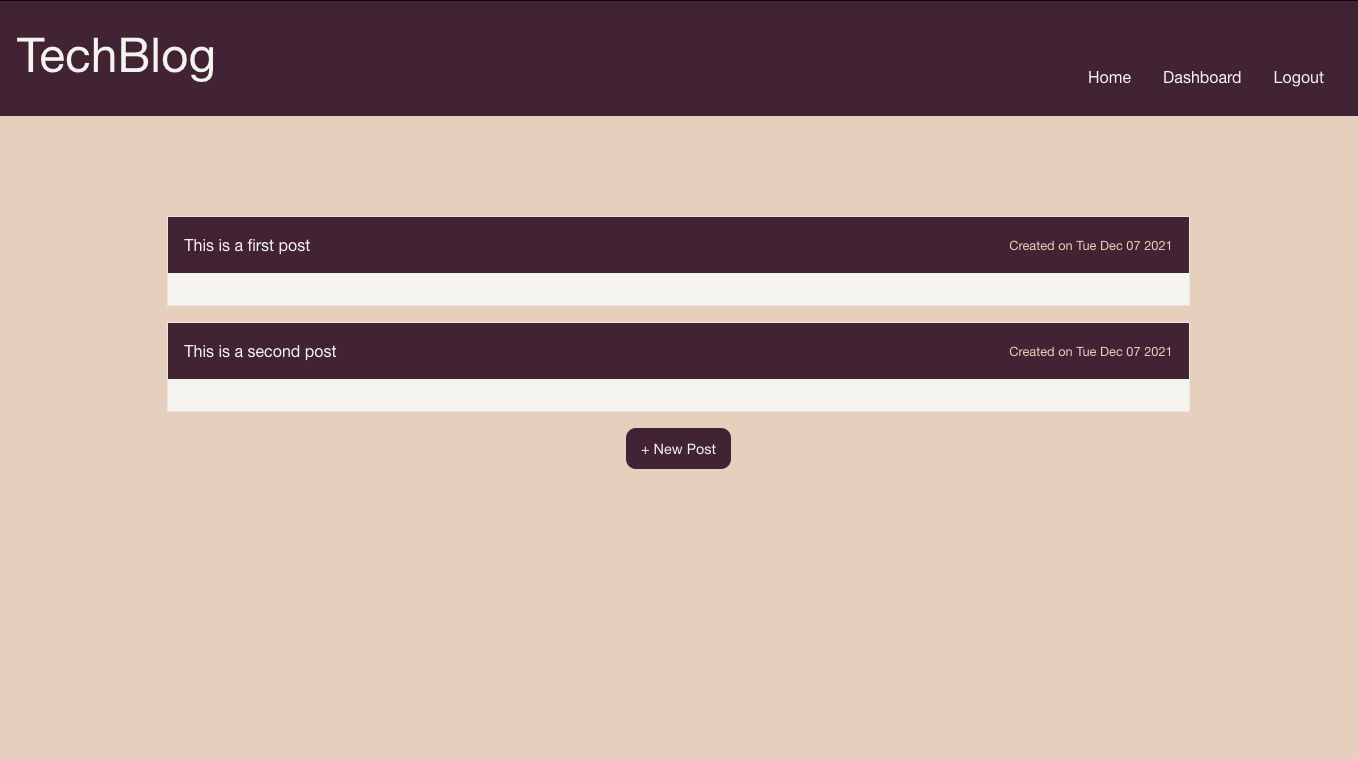 TechBlog
Home Dashboard Logout
This is a first post Created on Tue Dec 07 2021
This is a second post Created on Tue Dec 07 2021
+ New Post